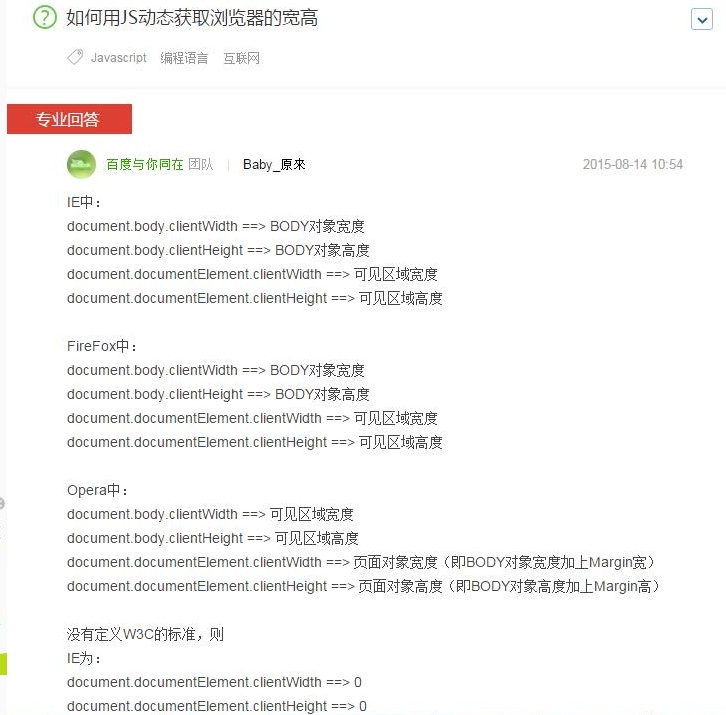 如何用JS动态获取浏览器的宽高
Javascript 编程语言 互联网
专业回答
百度与你同在 团队 | Baby_原來 2015-08-14 10:54
IE中：
document.body.clientWidth ==> BODY对象宽度
document.body.clientHeight ==> BODY对象高度
document.documentElement.clientWidth ==> 可见区域宽度
document.documentElement.clientHeight ==> 可见区域高度
FireFox中：
document.body.clientWidth ==> BODY对象宽度
document.body.clientHeight ==> BODY对象高度
document.documentElement.clientWidth ==> 可见区域宽度
document.documentElement.clientHeight ==> 可见区域高度
Opera中：
document.body.clientWidth ==> 可见区域宽度
document.body.clientHeight ==> 可见区域高度
document.documentElement.clientWidth ==> 页面对象宽度（即BODY对象宽度加上Margin宽）
document.documentElement.clientHeight ==> 页面对象高度（即BODY对象高度加上Margin高）
没有定义W3C的标准，则
IE为：
document.documentElement.clientWidth ==> 0
document.documentElement.clientHeight ==> 0